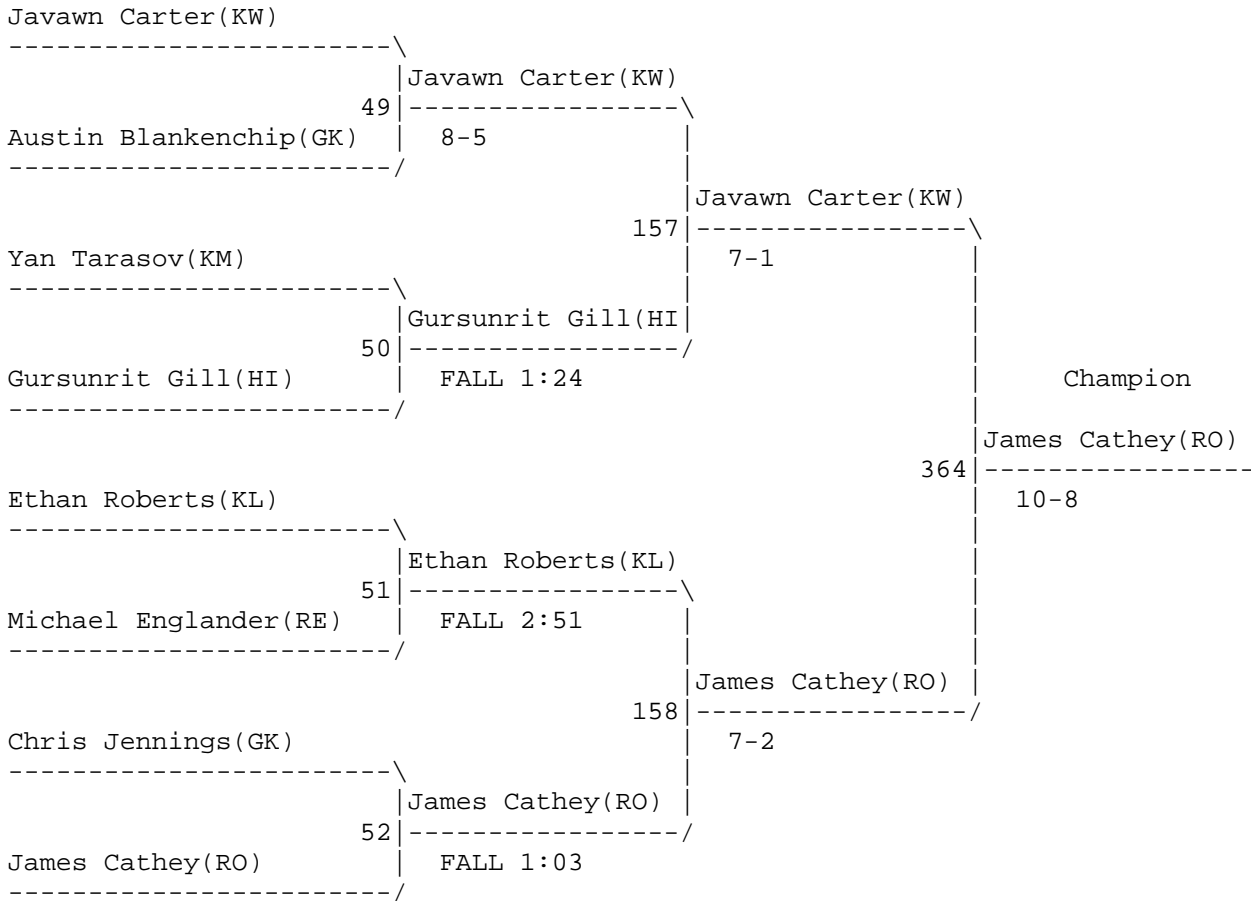 Javawn Carter(KW)
------------------------\
|Javawn Carter(KW)
49|-----------------\
Austin Blankenchip(GK) | 8-5 |
------------------------/ |
|Javawn Carter(KW)
157|-----------------\
Yan Tarasov(KM) | 7-1 |
------------------------\ | |
|Gursunrit Gill(HI| |
50|-----------------/ |
Gursunrit Gill(HI) | FALL 1:24 | Champion
------------------------/ |
|James Cathey(RO)
364|-----------------
Ethan Roberts(KL) | 10-8
------------------------\ |
|Ethan Roberts(KL) |
51|-----------------\ |
Michael Englander(RE) | FALL 2:51 | |
------------------------/ | |
|James Cathey(RO) |
158|-----------------/
Chris Jennings(GK) | 7-2
------------------------\ |
|James Cathey(RO) |
52|-----------------/
James Cathey(RO) | FALL 1:03
------------------------/